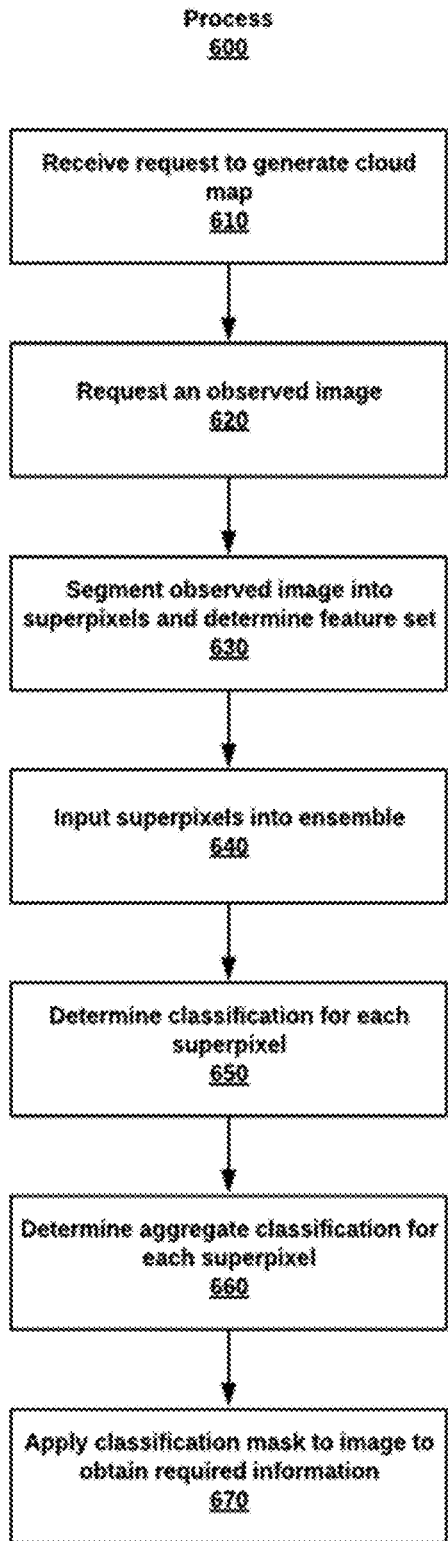 Process
600
Receive request to generate cloud
map
610
Request an observed image
620
Segment observed image into
superpixels and determine feature set
630
Input superpixels into ensemble
640
Determine classification for each
superpixel
650
Determine aggregate classification for
each superpixel
660
Apply classification mask to image to
obtain required information
670